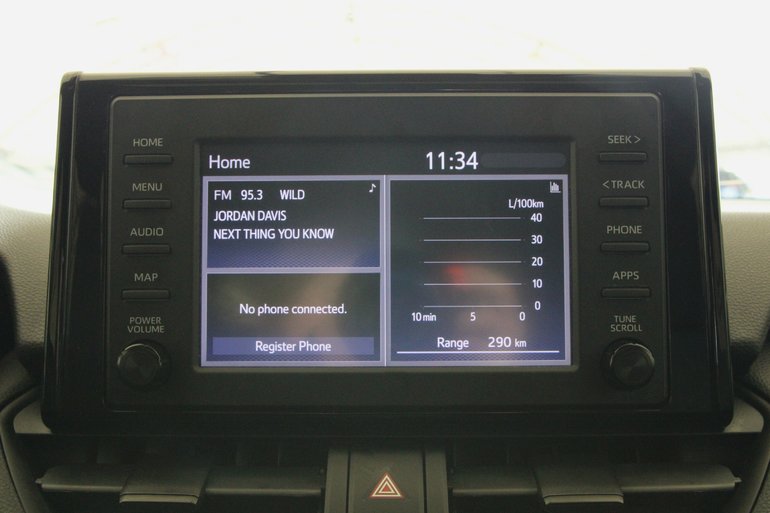 HOME
MENU
AUDIO
MAP
POWER
VOLUME
Home 11:34
FM 95.3 WILD
JORDAN DAVIS
NEXT THING YOU KNOW
No phone connected.
Register Phone
L/100km
40
30
20
10
0
10 min 5 0
Range 290 km
SEEK >
< TRACK
PHONE
APPS
TUNE
SCROLL